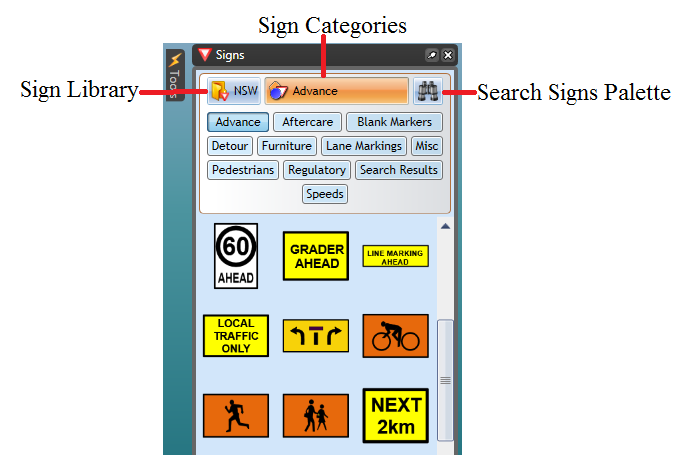 Sign Categories
Signs
Tools
Sign Library
NSW
Advance
Search Signs Palette
Advance Aftercare Blank Markers
Detour Furniture Lane Markings Misc
Pedestrians Regulatory Search Results
Speeds
60
AHEAD
GRADER
AHEAD
LINE MARKING
AHEAD
LOCAL
TRAFFIC
ONLY
NEXT
2km